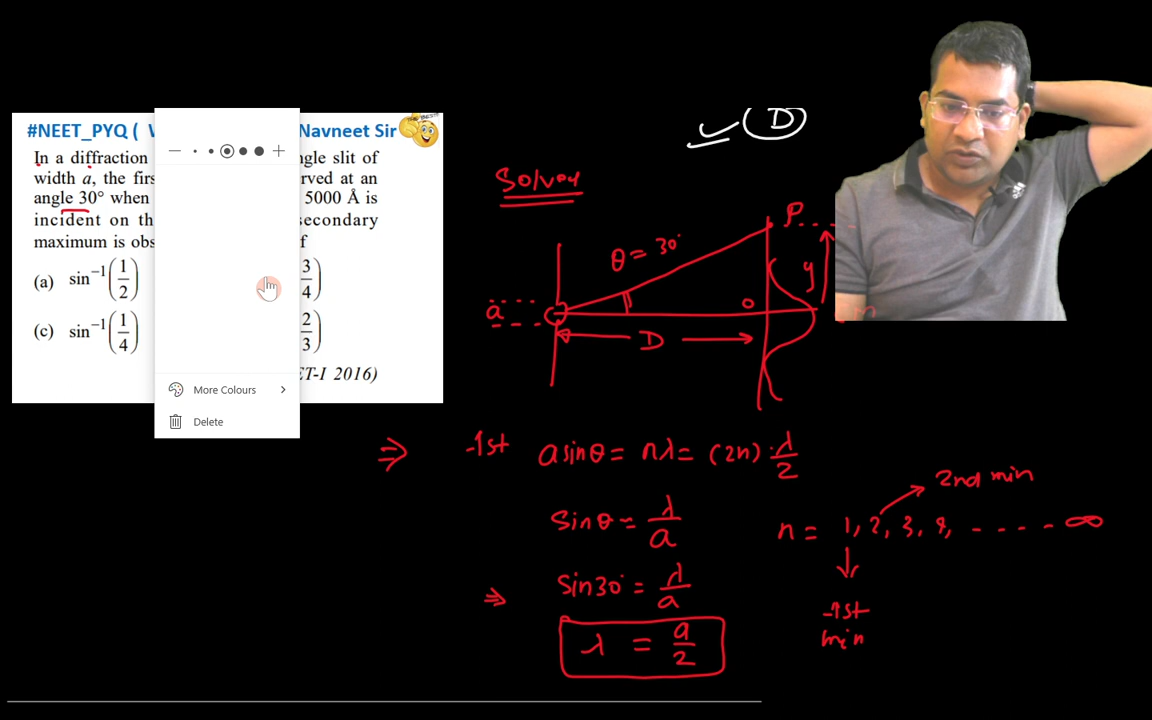 #NEET_PYQ (
Navneet Sir
In a diffraction
ngle slit of
width a, the firs
rved at an
angle 30° when
5000 Å is
incident on th
secondary
maximum is obs
f
(a) sin⁻¹(1/2)
3/4)
(c) sin⁻¹(1/4)
2/3)
ET-I 2016)
More Colours
Delete
D
Solver
θ = 30°
P
y
a
O
D
⇒ 1st a sinθ = nλ = (2n)·λ/2
2nd min
sinθ = λ/a
n = 1, 2, 3, 4, - - - - - ∞
⇒ sin30° = λ/a
1st
min
λ = a/2